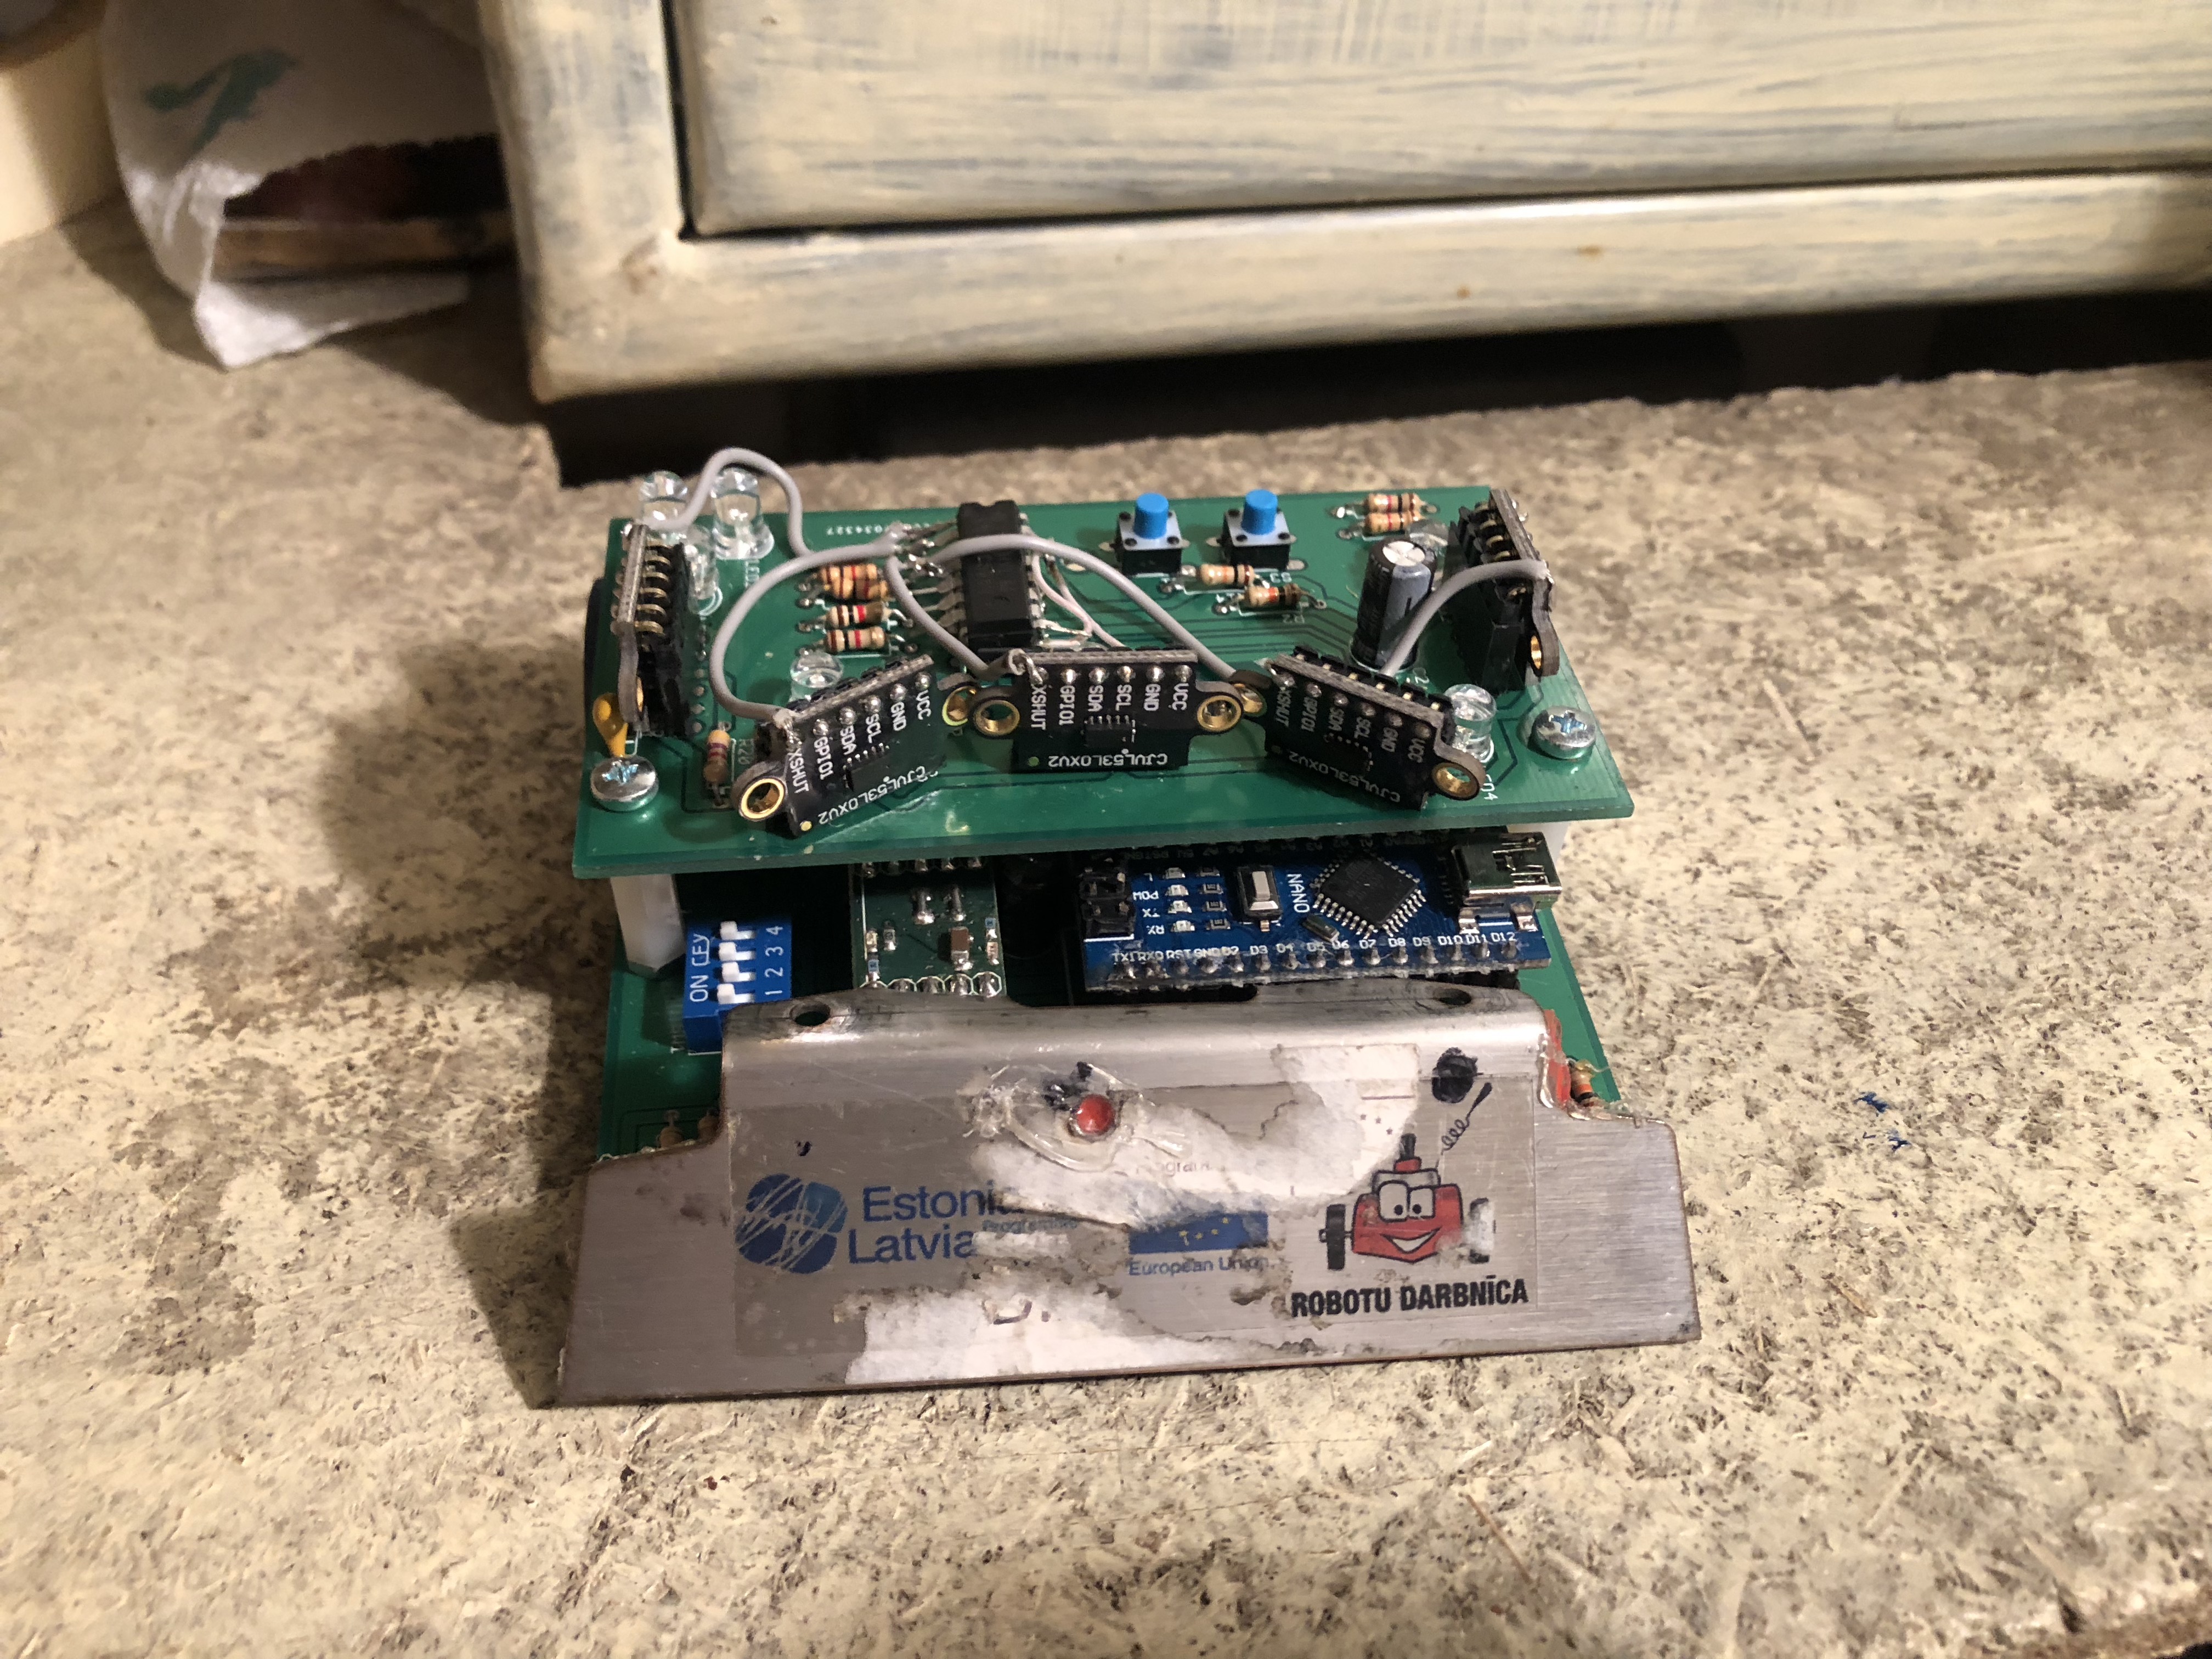 XSHUT
GPIO1
SDA
SCL
GND
VCC
CJVL53L0XV2
XSHUT
GPIO1
SDA
SCL
GND
VCC
CJVL53L0XV2
XSHUT
GPIO1
SDA
SCL
GND
VCC
CJVL53L0XV2
ON
1 2 3 4
L
POW
TX
RX
NANO
TX1 RX0 RST GND D2 D3 D4 D5 D6 D7 D8 D9 D10 D11 D12
Estonia
Programme
Latvia
European Union
ROBOTU DARBNĪCA